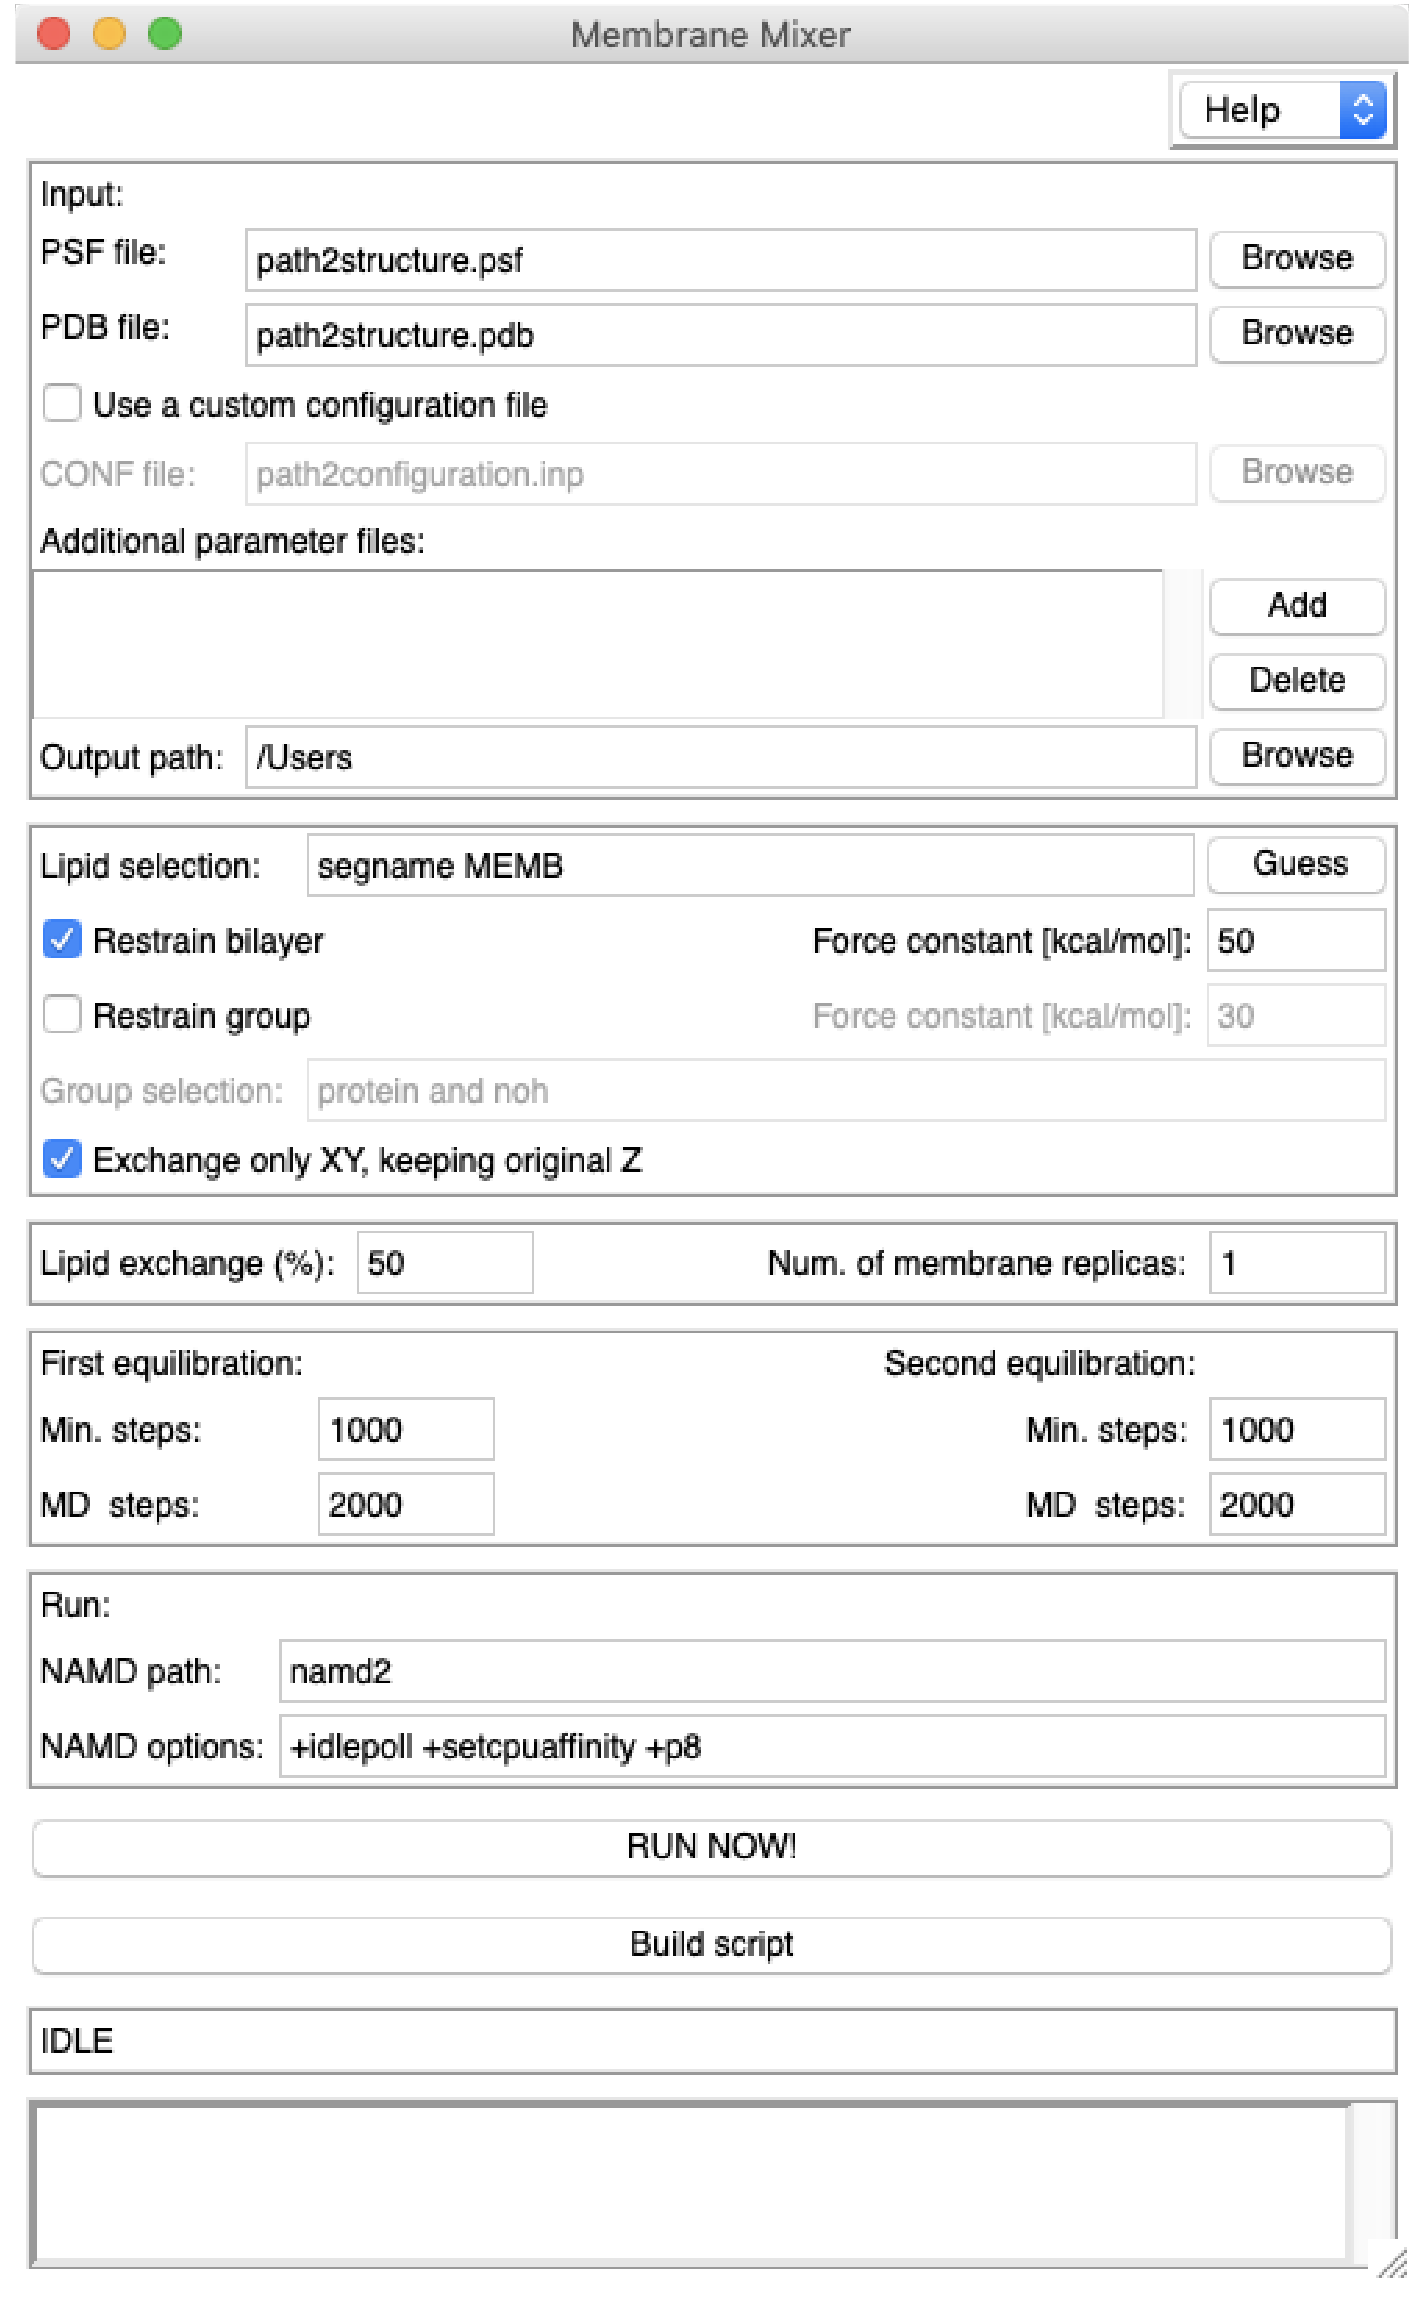 Membrane Mixer
Help
Input:
PSF file: path2structure.psf Browse
PDB file: path2structure.pdb Browse
Use a custom configuration file
CONF file: path2configuration.inp Browse
Additional parameter files:
Add
Delete
Output path: /Users Browse
Lipid selection: segname MEMB Guess
Restrain bilayer Force constant [kcal/mol]: 50
Restrain group Force constant [kcal/mol]: 30
Group selection: protein and noh
Exchange only XY, keeping original Z
Lipid exchange (%): 50 Num. of membrane replicas: 1
First equilibration: Second equilibration:
Min. steps: 1000 Min. steps: 1000
MD steps: 2000 MD steps: 2000
Run:
NAMD path: namd2
NAMD options: +idlepoll +setcpuaffinity +p8
RUN NOW!
Build script
IDLE